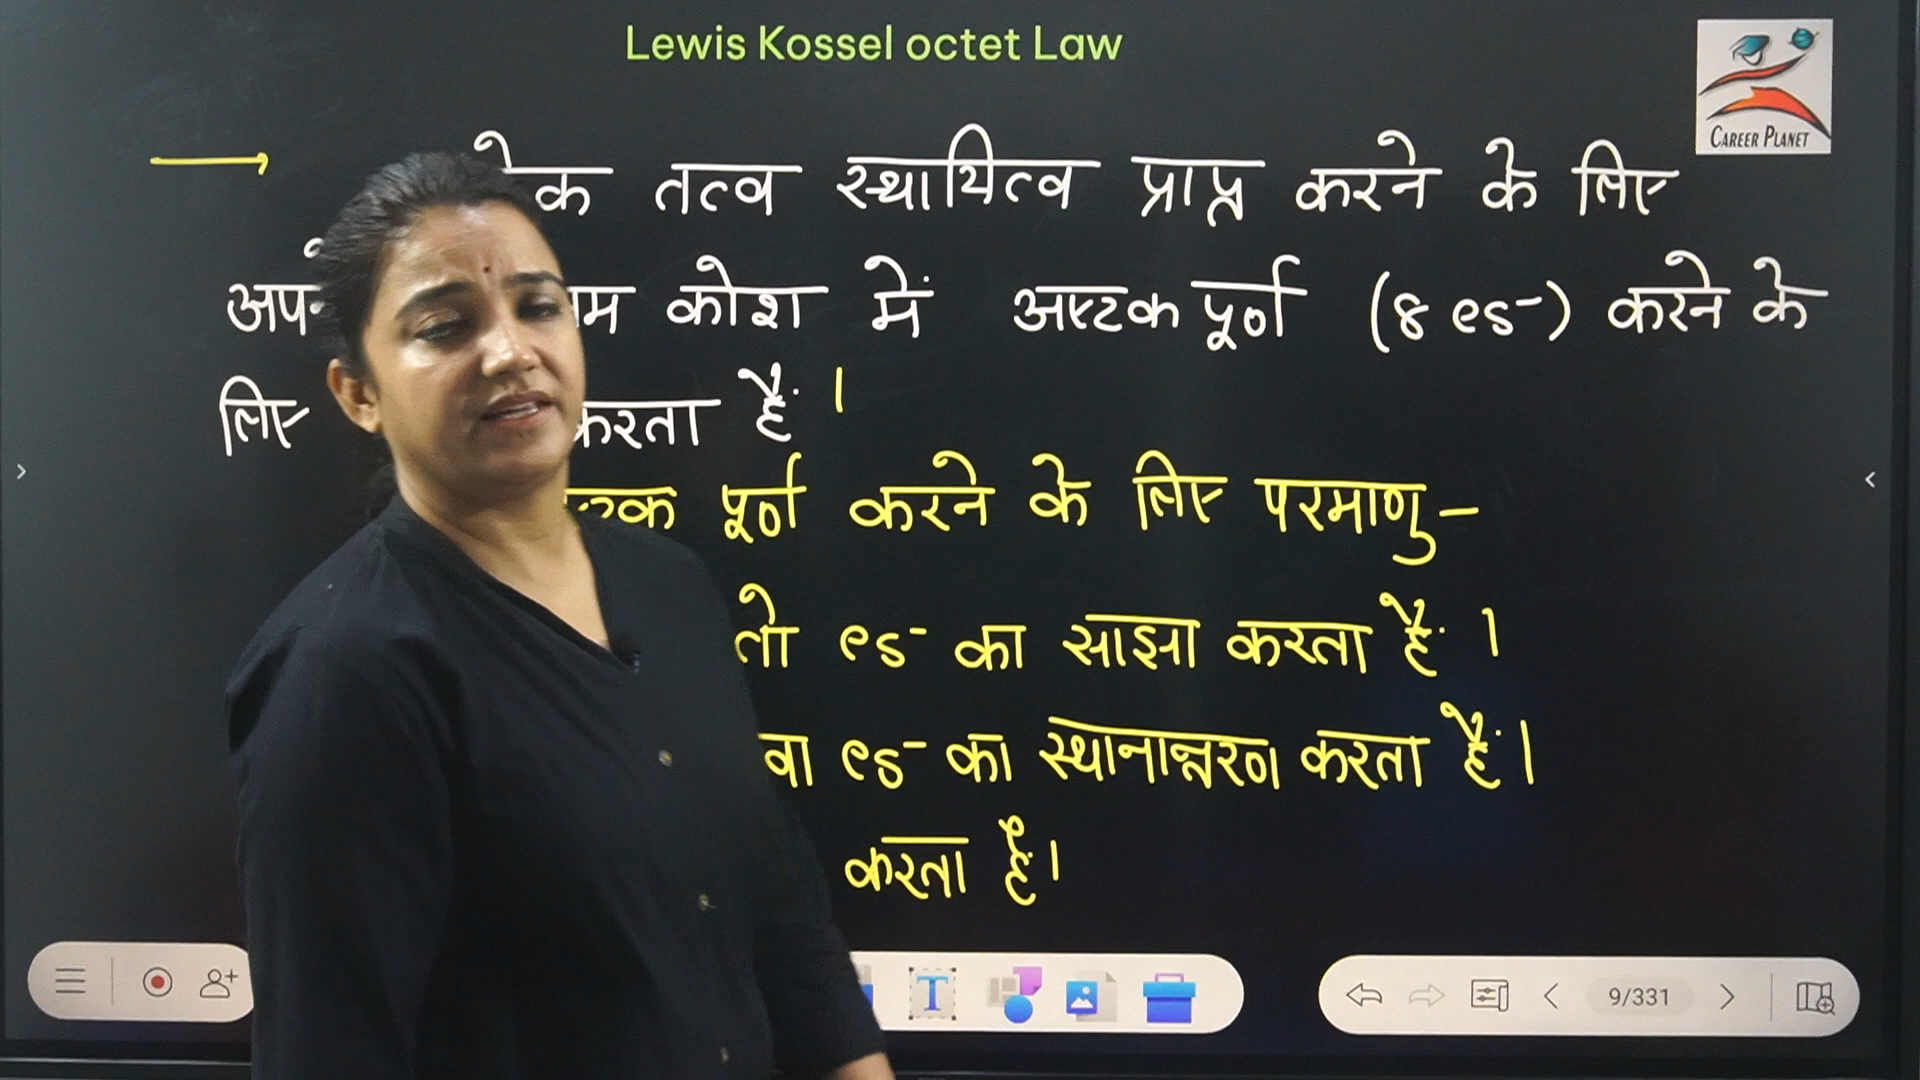 Lewis Kossel octet Law
CAREER PLANET
तत्व स्थायित्व प्राप्त करने के लिए
कोश में अष्टक पूर्ण (8 es-) करने के
लिए करता हैं ।
पूर्ण करने के लिए परमाणु-
तो es- का साझा करता हैं ।
वा es- का स्थानान्तरण करता हैं ।
करता हैं ।
9/331